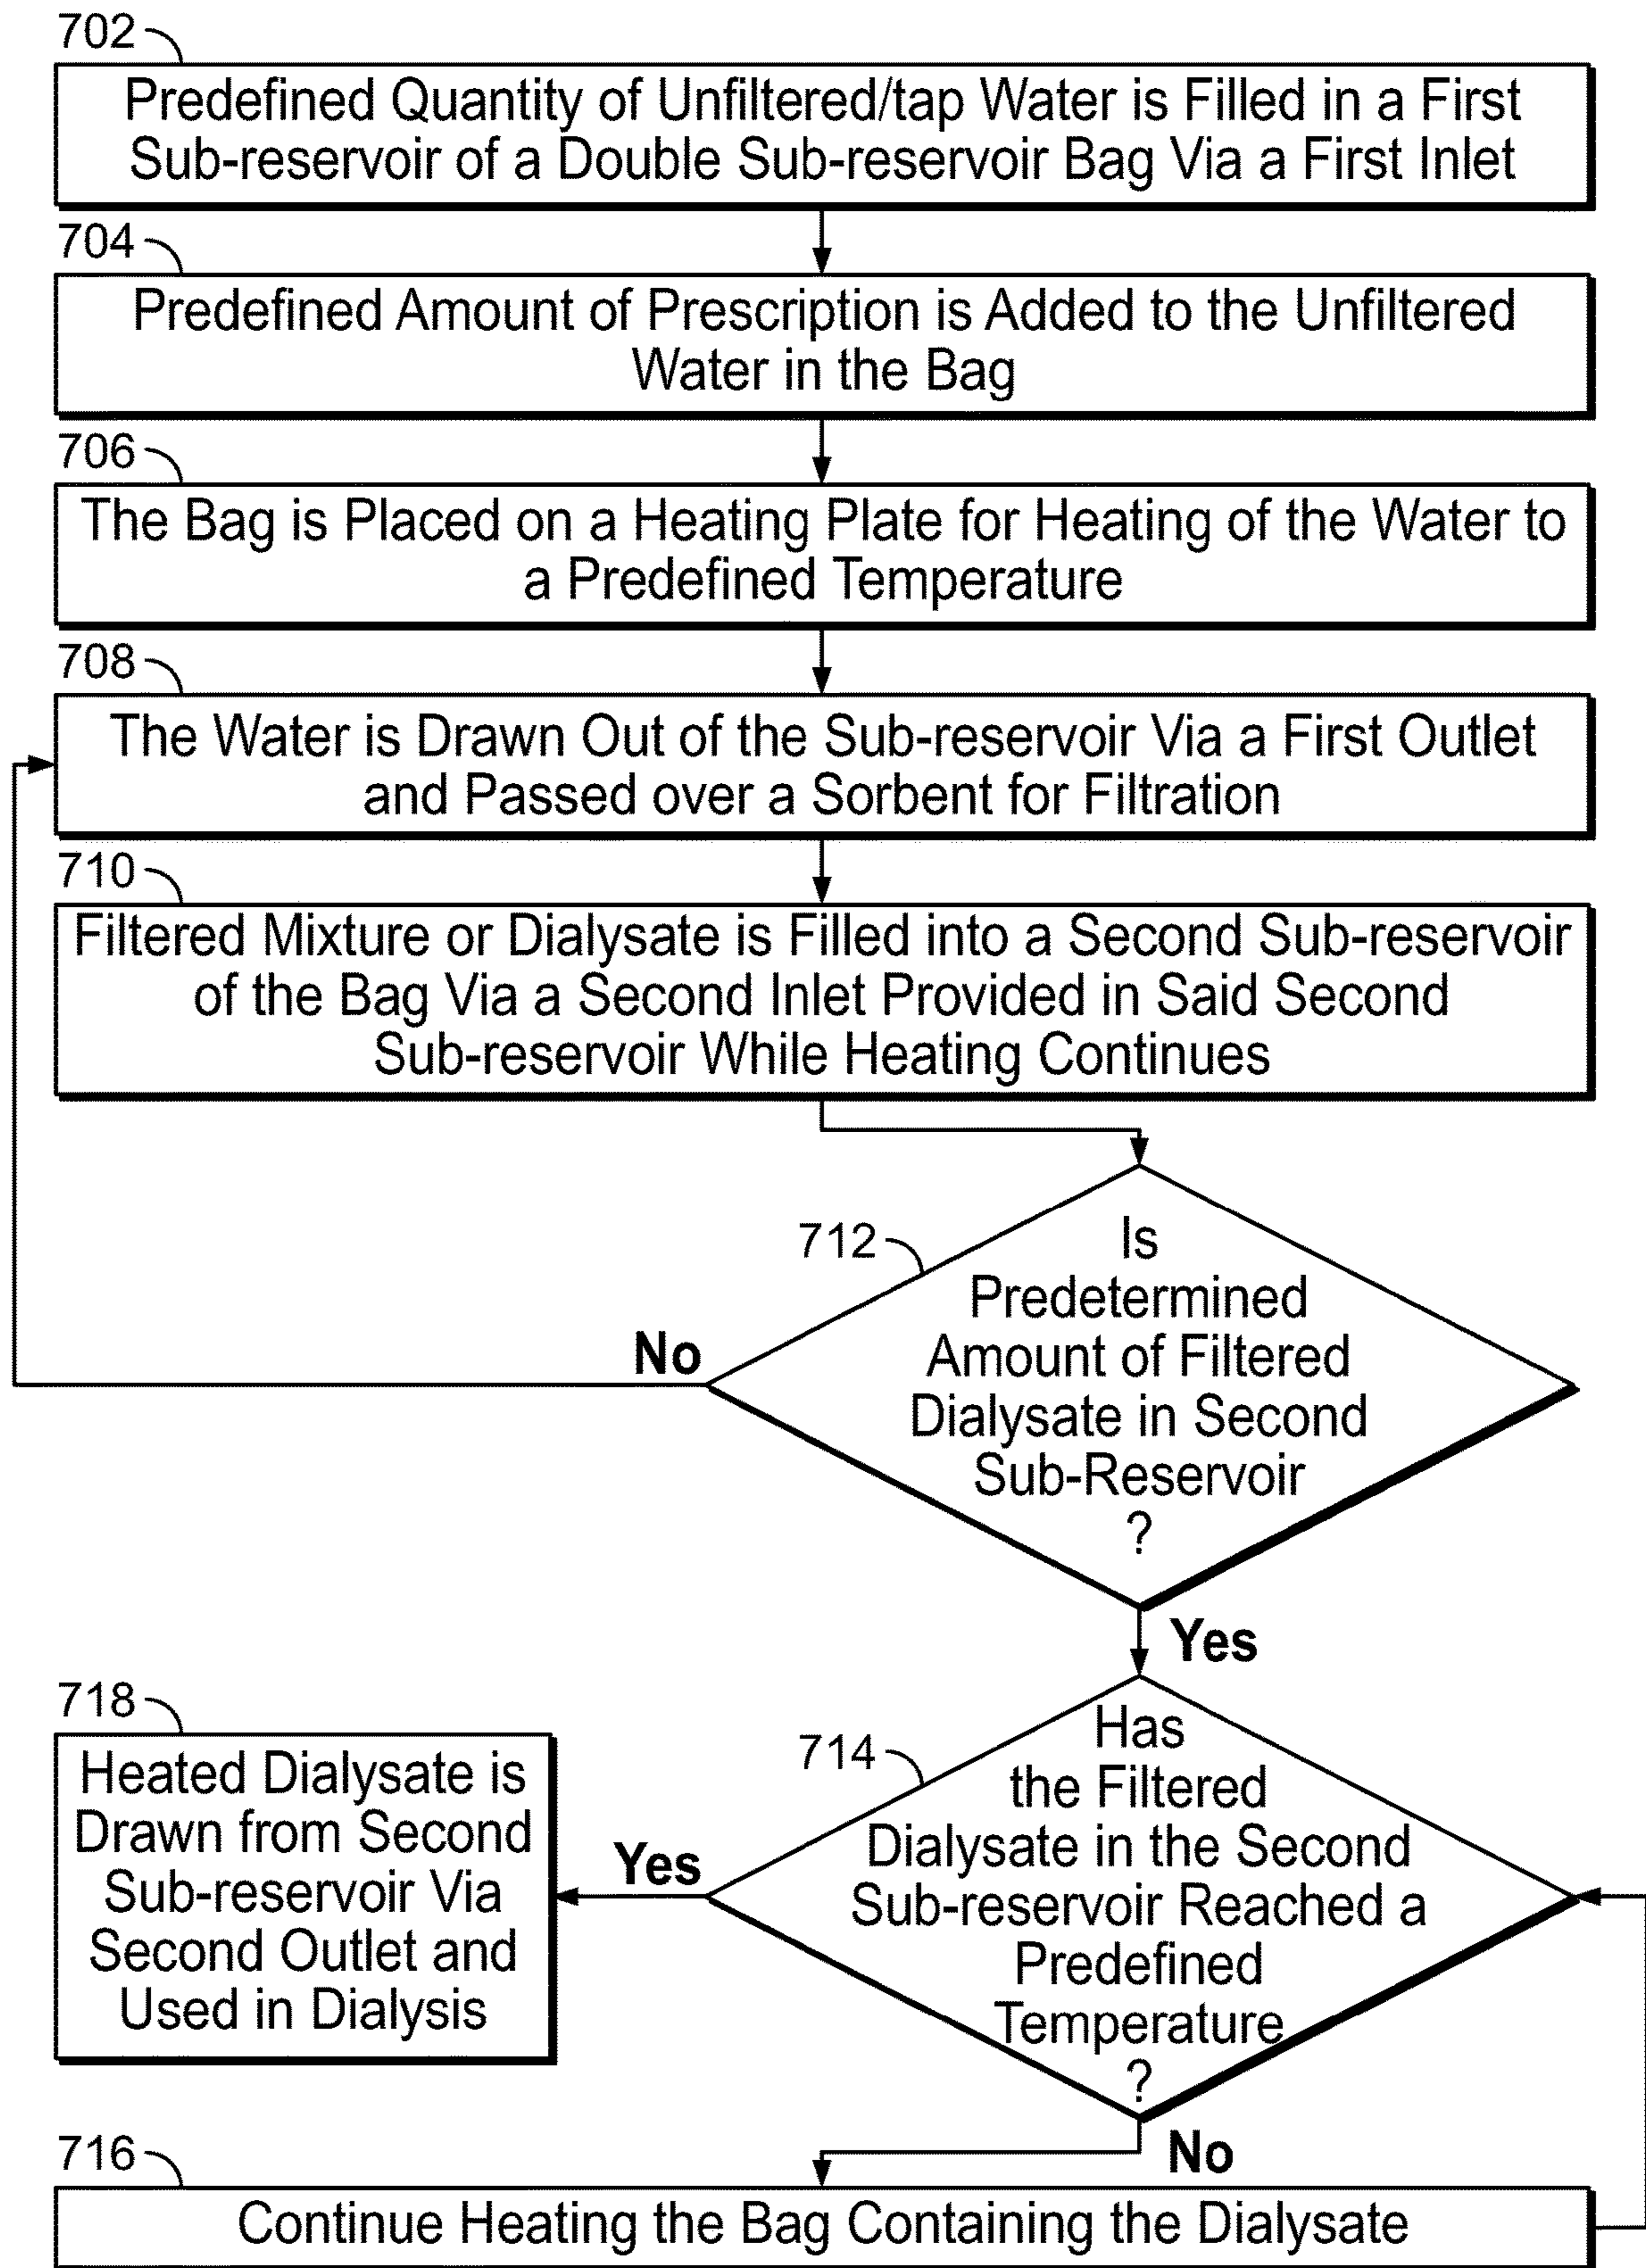 702
Predefined Quantity of Unfiltered/tap Water is Filled in a First
Sub-reservoir of a Double Sub-reservoir Bag Via a First Inlet
704
Predefined Amount of Prescription is Added to the Unfiltered
Water in the Bag
706
The Bag is Placed on a Heating Plate for Heating of the Water to
a Predefined Temperature
708
The Water is Drawn Out of the Sub-reservoir Via a First Outlet
and Passed over a Sorbent for Filtration
710
Filtered Mixture or Dialysate is Filled into a Second Sub-reservoir
of the Bag Via a Second Inlet Provided in Said Second
Sub-reservoir While Heating Continues
712
Is
Predetermined
Amount of Filtered
Dialysate in Second
Sub-Reservoir
?
No
Yes
714
Has
the Filtered
Dialysate in the Second
Sub-reservoir Reached a
Predefined
Temperature
?
Yes
No
718
Heated Dialysate is
Drawn from Second
Sub-reservoir Via
Second Outlet and
Used in Dialysis
716
Continue Heating the Bag Containing the Dialysate